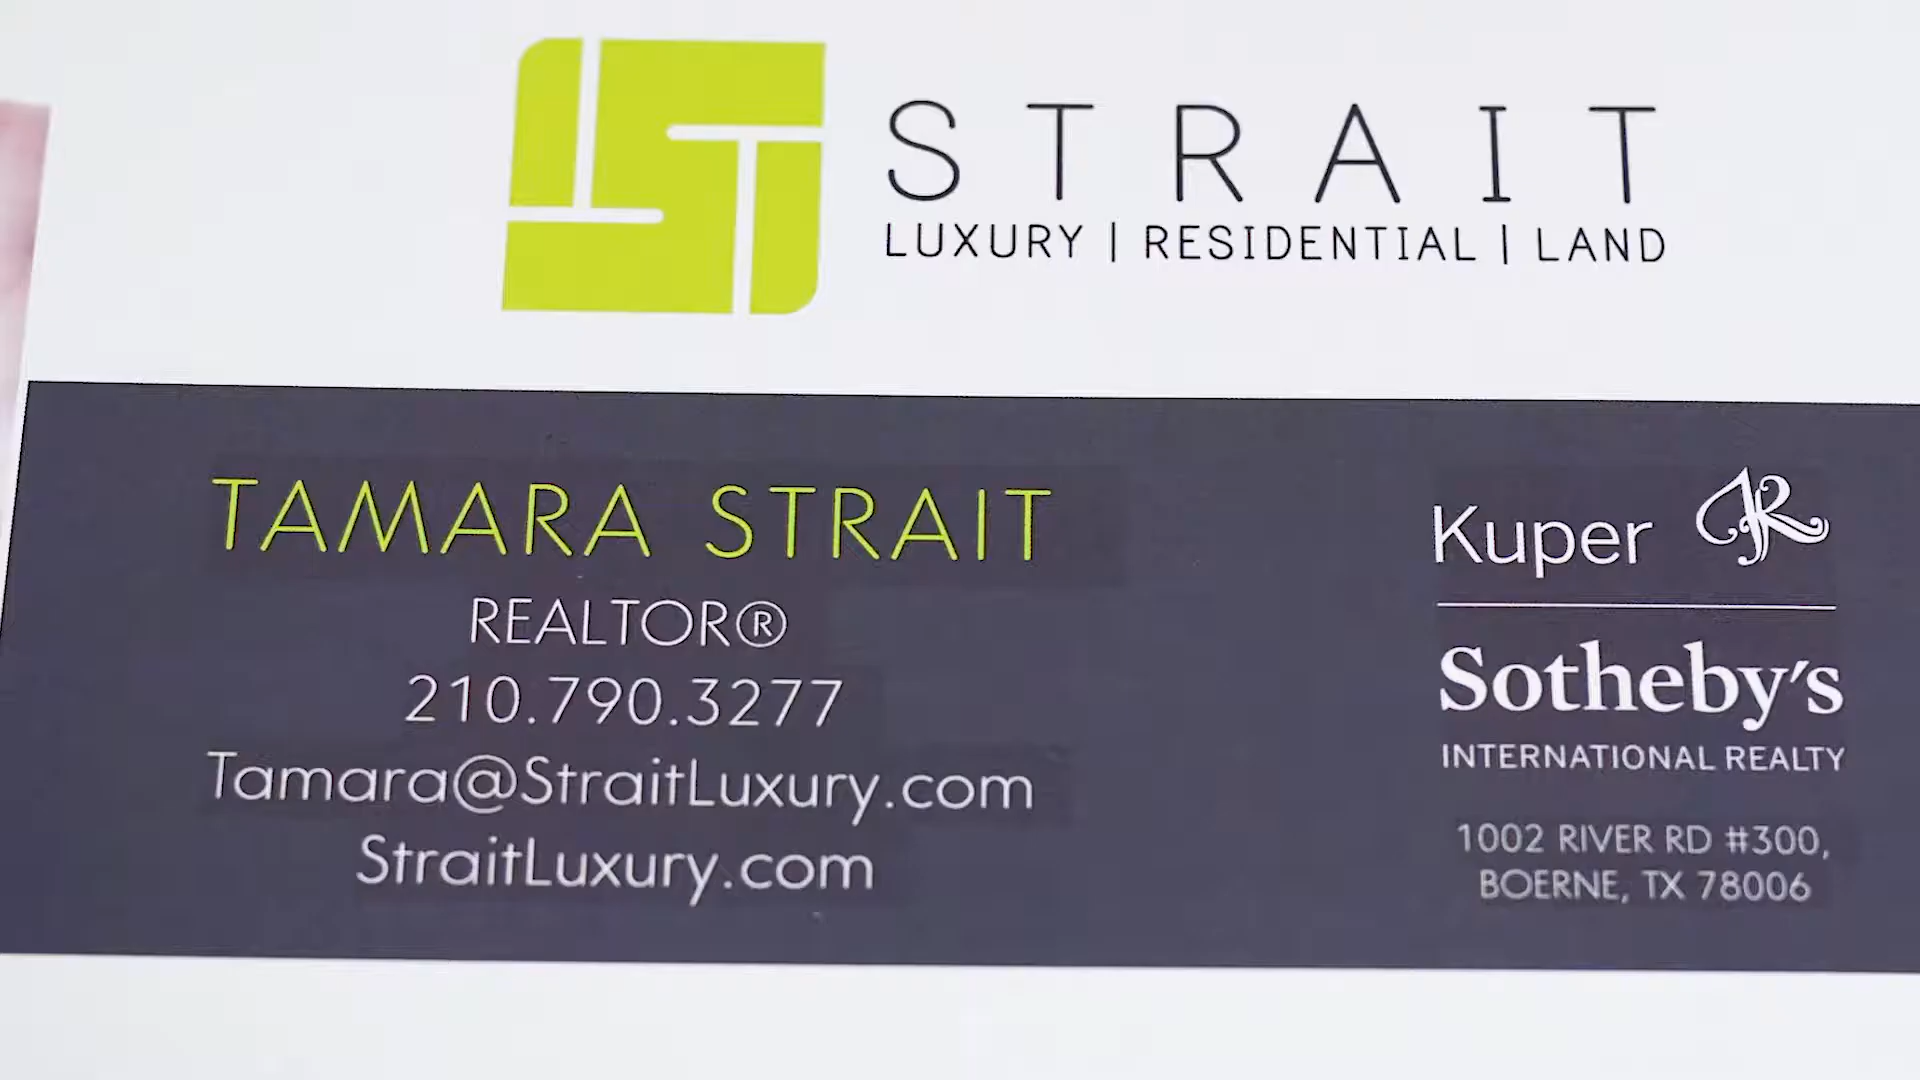 STRAIT
LUXURY | RESIDENTIAL | LAND
TAMARA STRAIT
REALTOR®
210.790.3277
Tamara@StraitLuxury.com
StraitLuxury.com
Kuper
Sotheby's
INTERNATIONAL REALTY
1002 RIVER RD #300,
BOERNE, TX 78006